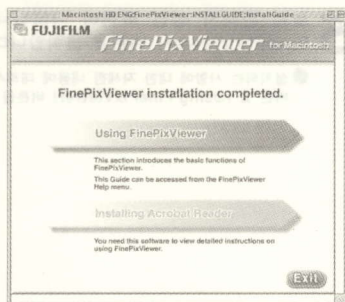 Macintosh HD ENG:FinePixViewer:INSTALLGUIDE:InstallGuide
FUJIFILM
FinePixViewer for Macintosh
FinePixViewer installation completed.
Using FinePixViewer
This section introduces the basic functions of
FinePixViewer.
This Guide can be accessed from the FinePixViewer
Help menu.
Installing Acrobat Reader
You need this software to view detailed instructions on
using FinePixViewer.
Exit